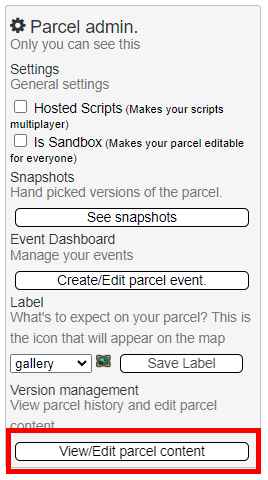 Parcel admin.
Only you can see this
Settings
General settings
Hosted Scripts (Makes your scripts
multiplayer)
Is Sandbox (Makes your parcel editable
for everyone)
Snapshots
Hand picked versions of the parcel.
See snapshots
Event Dashboard
Manage your events
Create/Edit parcel event.
Label
What's to expect on your parcel? This is
the icon that will appear on the map
gallery Save Label
Version management
View parcel history and edit parcel
content
View/Edit parcel content